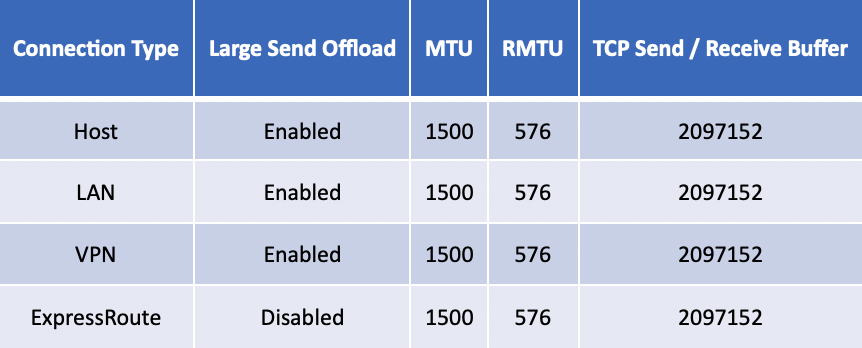 Connection Type Large Send Offload MTU RMTU TCP Send / Receive Buffer
Host Enabled 1500 576 2097152
LAN Enabled 1500 576 2097152
VPN Enabled 1500 576 2097152
ExpressRoute Disabled 1500 576 2097152